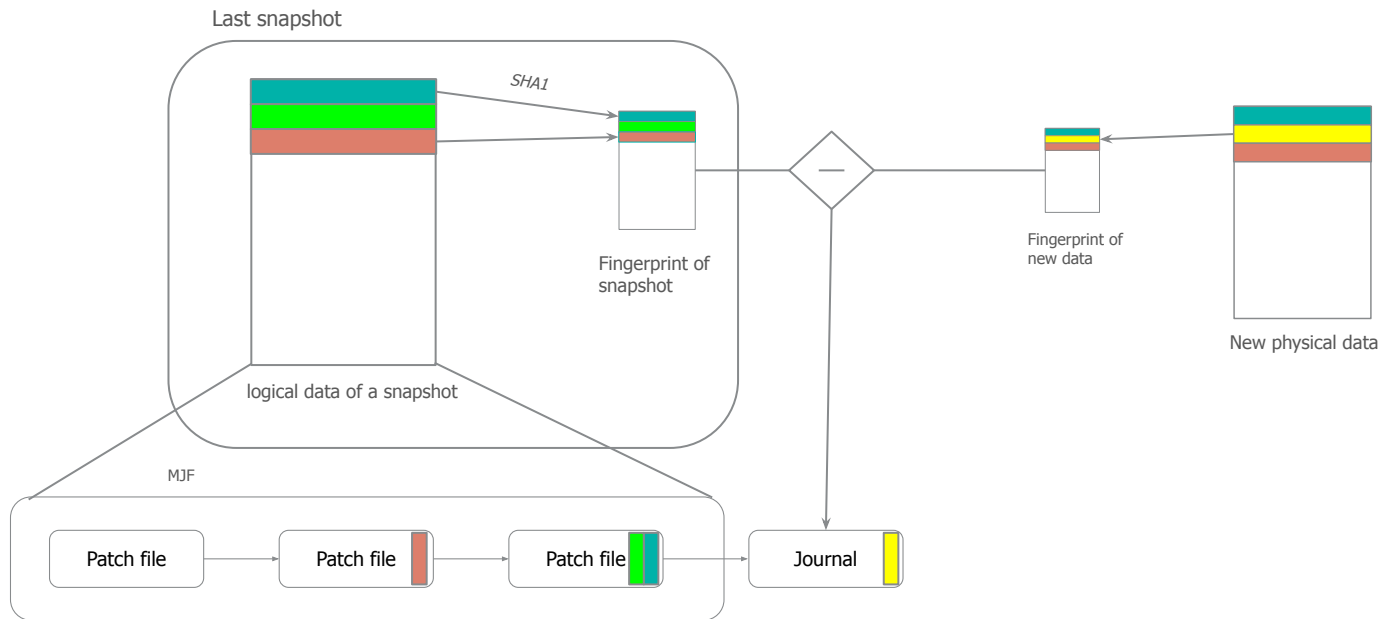 Last snapshot
SHA1
Fingerprint of
snapshot
logical data of a snapshot
Fingerprint of
new data
New physical data
MJF
Patch file
Patch file
Patch file
Journal